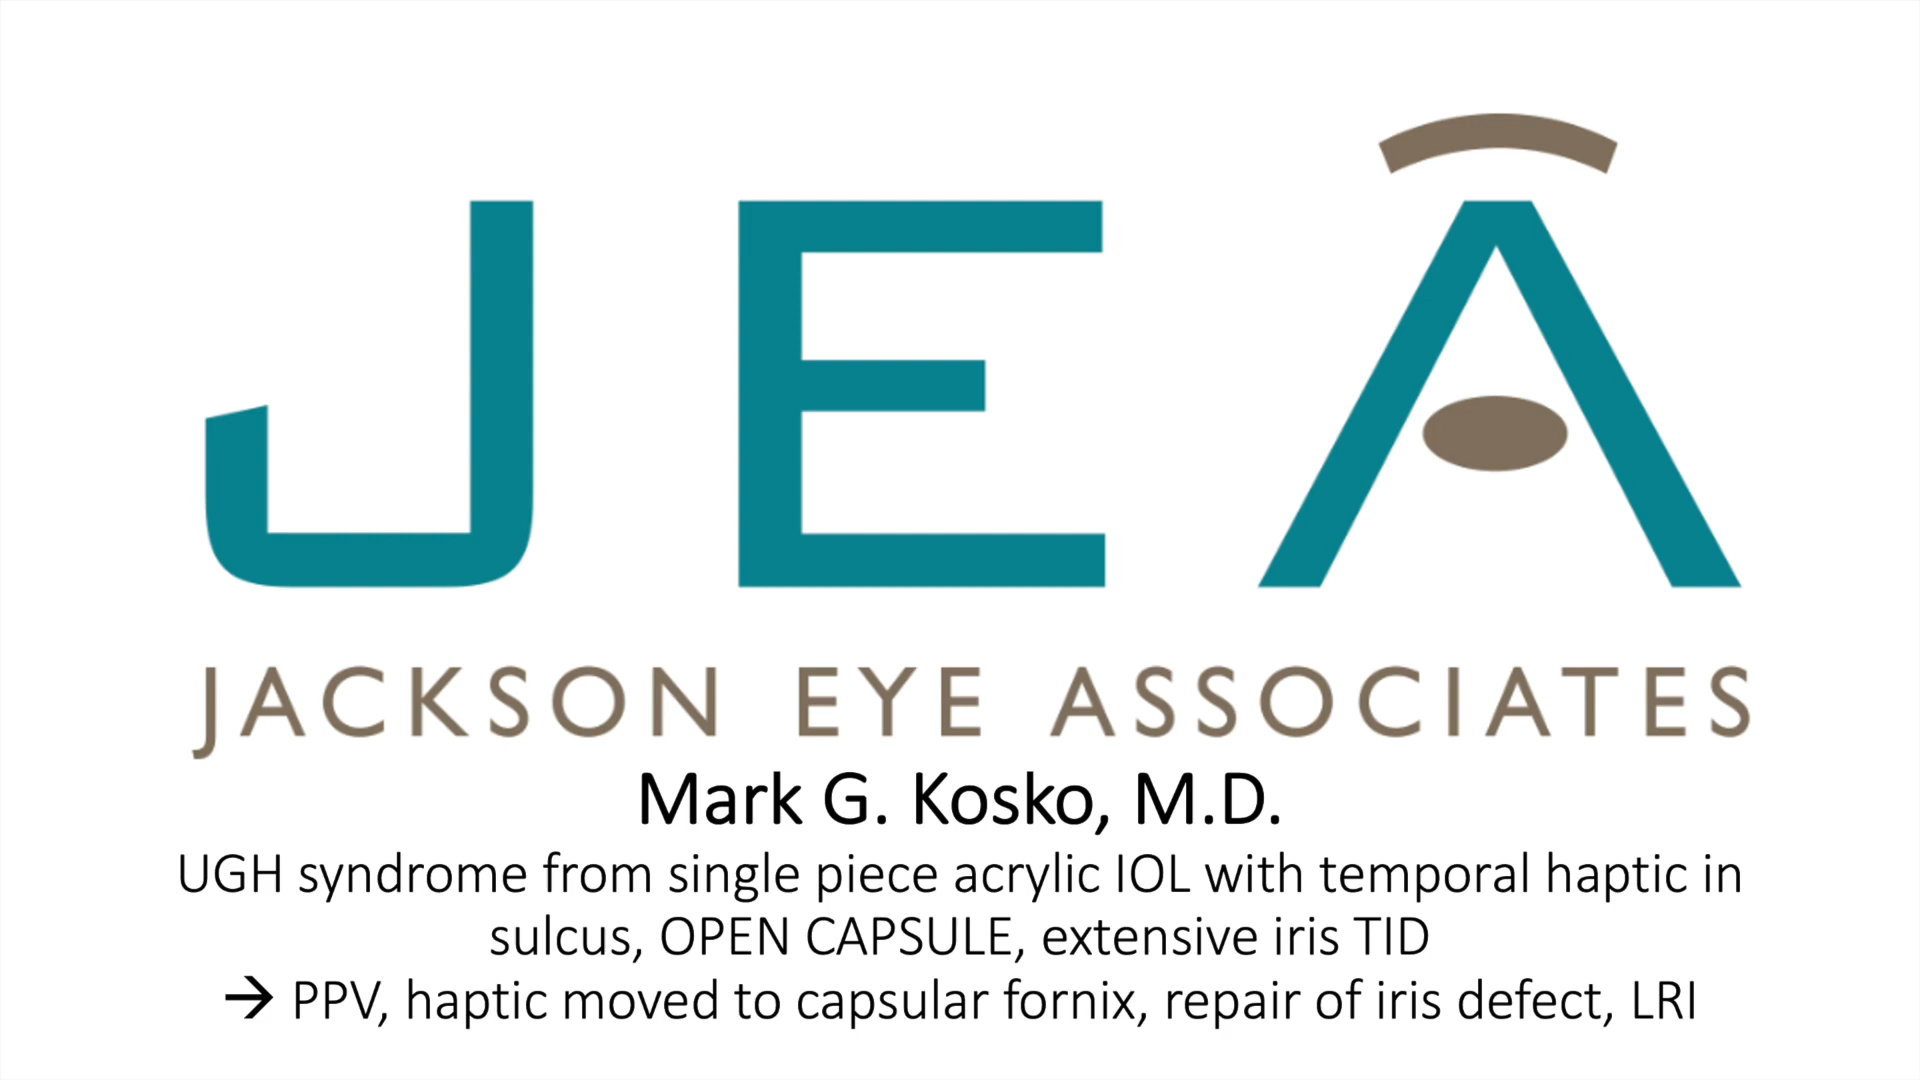 JEA
JACKSON EYE ASSOCIATES
Mark G. Kosko, M.D.
UGH syndrome from single piece acrylic IOL with temporal haptic in
sulcus, OPEN CAPSULE, extensive iris TID
→ PPV, haptic moved to capsular fornix, repair of iris defect, LRI